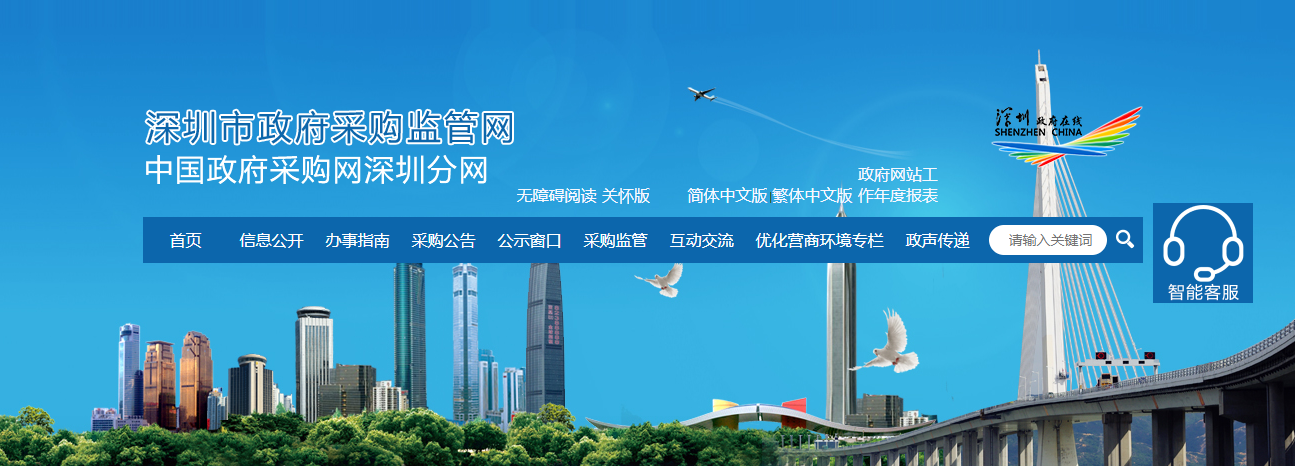 深圳市政府采购监管网
中国政府采购网深圳分网
深圳 政府在线
SHENZHEN CHINA
无障碍阅读 关怀版
简体中文版|繁体中文版
政府网站工
作年度报表
首页 信息公开 办事指南 采购公告 公示窗口 采购监管 互动交流 优化营商环境专栏 政声传递 请输入关键词
智能客服